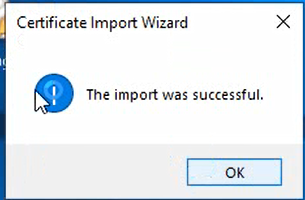 Certificate Import Wizard
The import was successful.
OK